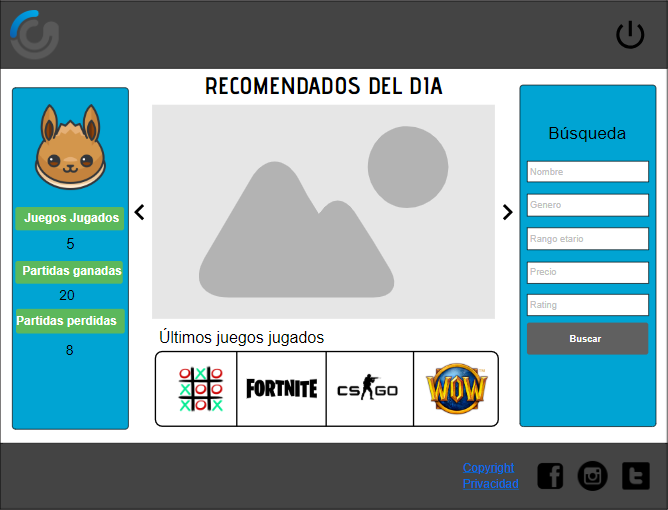 RECOMENDADOS DEL DIA
Juegos Jugados
5
Partidas ganadas
20
Partidas perdidas
8
Últimos juegos jugados
FORTNITE
CS GO
WOW
TM
Búsqueda
Nombre
Genero
Rango etario
Precio
Rating
Buscar
Copyright
Privacidad